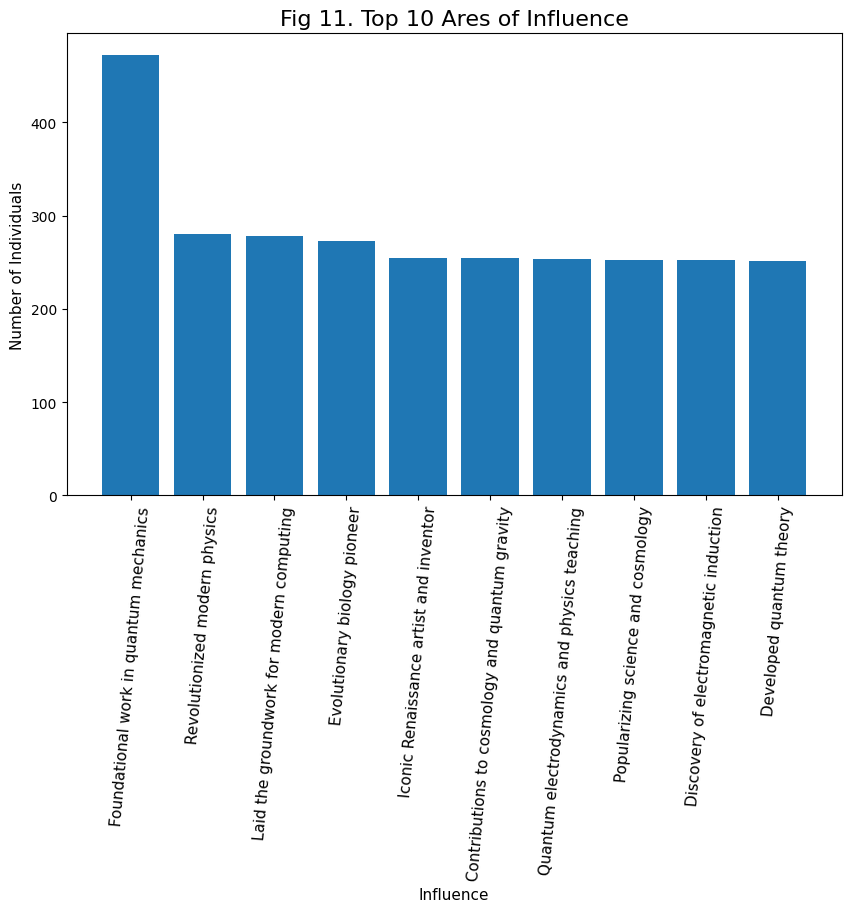 Fig 11. Top 10 Ares of Influence
Number of Individuals
400
300
200
100
0
Foundational work in quantum mechanics
Revolutionized modern physics
Laid the groundwork for modern computing
Evolutionary biology pioneer
Iconic Renaissance artist and inventor
Contributions to cosmology and quantum gravity
Quantum electrodynamics and physics teaching
Popularizing science and cosmology
Discovery of electromagnetic induction
Developed quantum theory
Influence